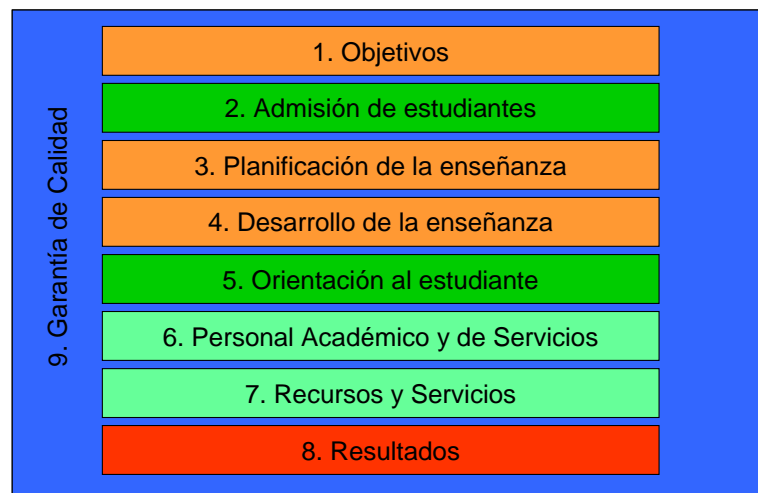 1. Objetivos
2. Admisión de estudiantes
3. Planificación de la enseñanza
4. Desarrollo de la enseñanza
5. Orientación al estudiante
6. Personal Académico y de Servicios
7. Recursos y Servicios
8. Resultados
9. Garantía de Calidad